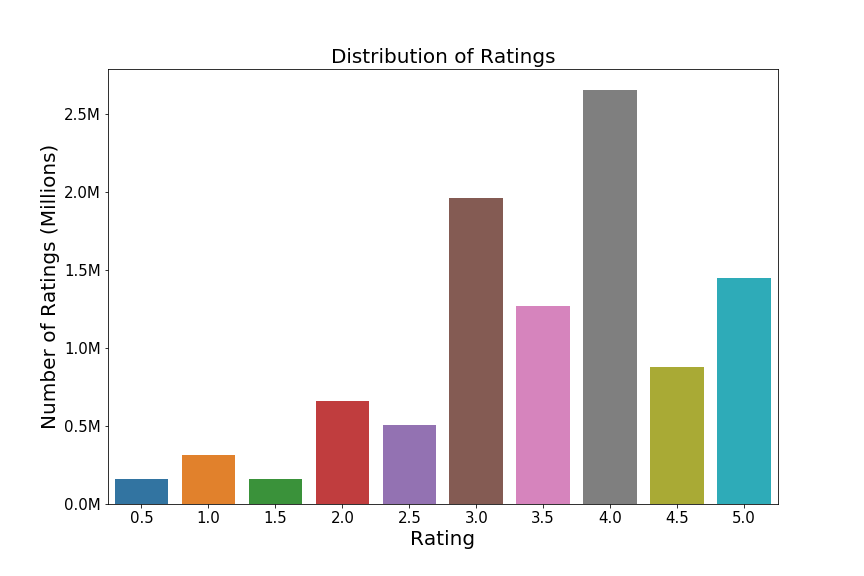 Distribution of Ratings
Number of Ratings (Millions)
2.5M
2.0M
1.5M
1.0M
0.5M
0.0M
0.5 1.0 1.5 2.0 2.5 3.0 3.5 4.0 4.5 5.0
Rating